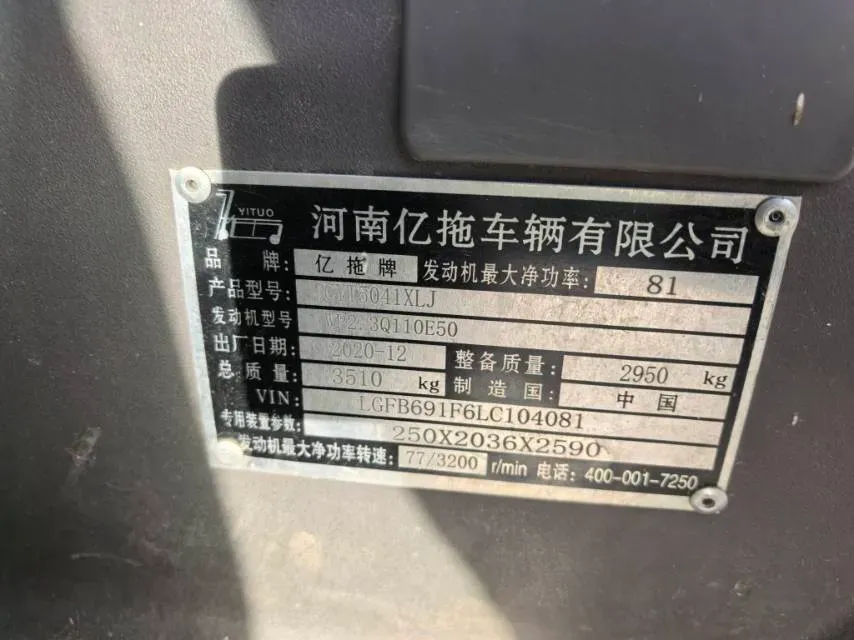 YITUO 河南亿拖车辆有限公司
品 牌: 亿拖牌 发动机最大净功率: 81
产品型号: 5041XLJ
发动机型号 3Q110E50
出厂日期: 2020-12 整备质量: 2950 kg
总 质 量: 3510 kg 制 造 国: 中 国
VIN: LGFB691F6LC104081
专用装置参数: 250X2036X2590
发动机最大净功率转速: 77/3200 r/min 电话: 400-001-7250